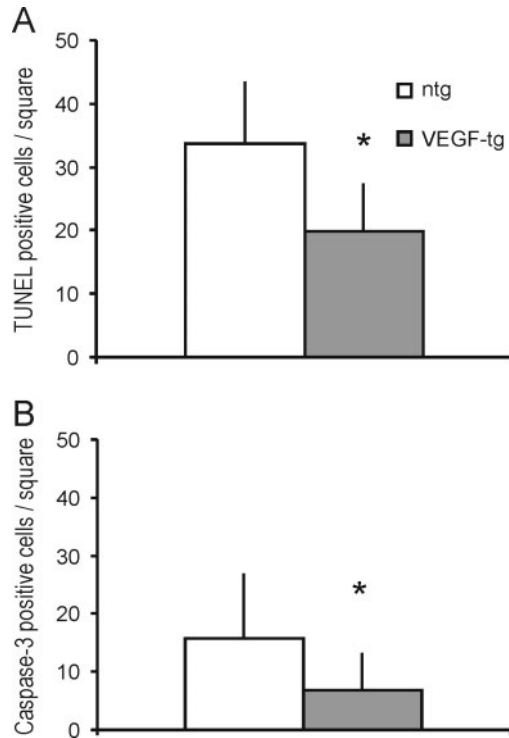 A
TUNEL positive cells / square
50
40
30
20
10
0
ntg
VEGF-tg
*
B
Caspase-3 positive cells / square
50
40
30
20
10
0
*